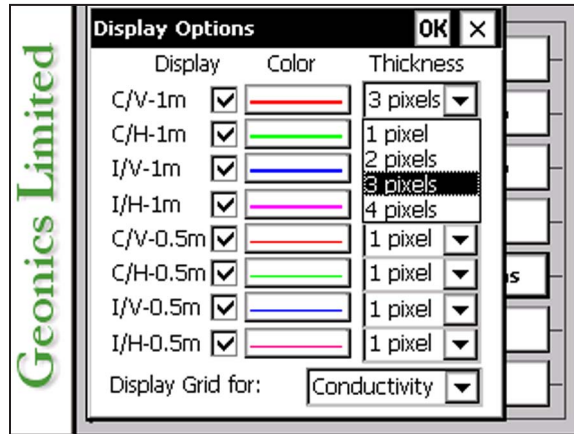 Geonics Limited
Display Options OK ×
Display Color Thickness
C/V-1m 3 pixels
C/H-1m 1 pixel
2 pixels
I/V-1m 3 pixels
I/H-1m 4 pixels
C/V-0.5m 1 pixel
C/H-0.5m 1 pixel
I/V-0.5m 1 pixel
I/H-0.5m 1 pixel
Display Grid for: Conductivity